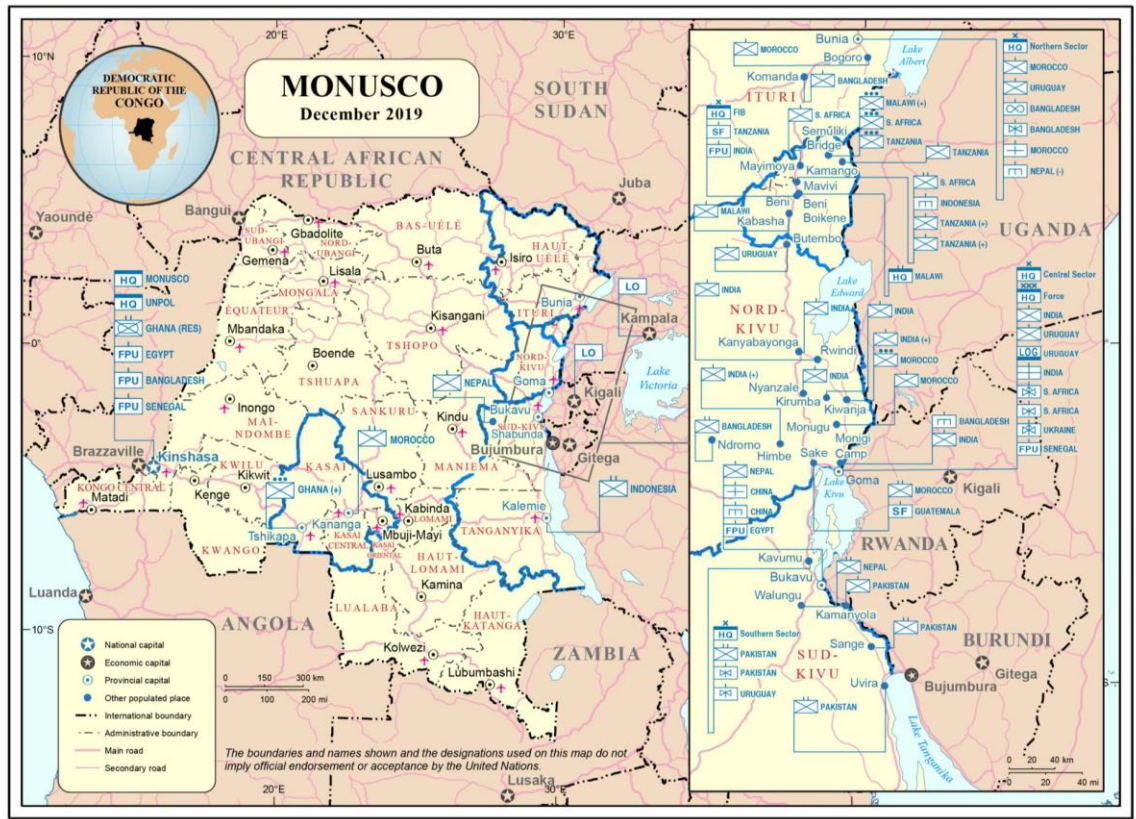 10°N
20°E
30°E
DEMOCRATIC
REPUBLIC OF THE
CONGO
MONUSCO
December 2019
SOUTH
SUDAN
CENTRAL AFRICAN
REPUBLIC
Yaoundé
Bangui
Juba
Gbadolite
SUD-
UBANGI
NORD-
UBANGI
BAS-UÉLÉ
Gemena
Lisala
Buta
Isiro
HAUT-
UÉLÉ
MONGALA
ÉQUATEUR
Bunia
ITURI
LO
Kampala
HQ MONUSCO
HQ UNPOL
GHANA (RES)
FPU EGYPT
FPU BANGLADESH
FPU SENEGAL
Mbandaka
Kisangani
TSHOPO
0°
Boende
TSHUAPA
NORD-
KIVU
LO
Lake
Victoria
NEPAL
Goma
Kigali
Inongo
MAI-
NDOMBE
SANKURU
Kindu
Bukavu
SUD-KIVU
Shabunda
Bujumbura
Gitega
MOROCCO
Brazzaville
Kinshasa
KWILU
KASAI
MANIEMA
Lusambo
KONGO CENTRAL
Matadi
Kenge
Kikwit
GHANA (+)
INDONESIA
Kananga
Kabinda
LOMAMI
Kalemie
Tshikapa
KASAI
CENTRAL
KASAI
ORIENTAL
Mbuji-Mayi
TANGANYIKA
KWANGO
HAUT-
LOMAMI
Kamina
Luanda
LUALABA
HAUT-
KATANGA
10°S
ANGOLA
Kolwezi
Lubumbashi
ZAMBIA
National capital
Economic capital
Provincial capital
Other populated place
International boundary
Administrative boundary
Main road
Secondary road
0 100 200 300 km
0 100 200 mi
The boundaries and names shown and the designations used on this map do not
imply official endorsement or acceptance by the United Nations.
20°E
30°E
Lusaka
Bunia
MOROCCO
Bogoro
Lake
Albert
HQ Northern Sector
MOROCCO
URUGUAY
BANGLADESH
BANGLADESH
MOROCCO
NEPAL (-)
Komanda
BANGLADESH
ITURI
MALAWI (+)
S. AFRICA
TANZANIA
HQ FIB
SF TANZANIA
FPU INDIA
S. AFRICA
Semuliki
Bridge
TANZANIA
Mayimoya
Kamango
Mavivi
S. AFRICA
INDONESIA
TANZANIA (+)
TANZANIA (+)
UGANDA
Beni
Beni
Boikene
MALAWI
Kabasha
Butembo
URUGUAY
HQ MALAWI
HQ Central Sector
HQ Force
INDIA
URUGUAY
LOG URUGUAY
INDIA
S. AFRICA
S. AFRICA
UKRAINE
FPU SENEGAL
INDIA
Lake
Edward
NORD-
KIVU
INDIA
INDIA
INDIA (+)
MOROCCO
Kanyabayonga
Rwindi
INDIA (+)
Nyanzale
INDIA
MOROCCO
Kirumba
Kiwanja
Monugu
BANGLADESH
INDIA
Ndromo
Himbe
Monigi
Camp
Sake
Goma
Kigali
NEPAL
CHINA
CHINA
FPU EGYPT
Lake
Kivu
MOROCCO
SF GUATEMALA
RWANDA
Kavumu
NEPAL
Bukavu
PAKISTAN
Walungu
Kamanyola
PAKISTAN
HQ Southern Sector
PAKISTAN
PAKISTAN
URUGUAY
Sange
BURUNDI
SUD-
KIVU
Gitega
Bujumbura
Uvira
PAKISTAN
Lake Tanganika
0 20 40 km
0 20 40 mi